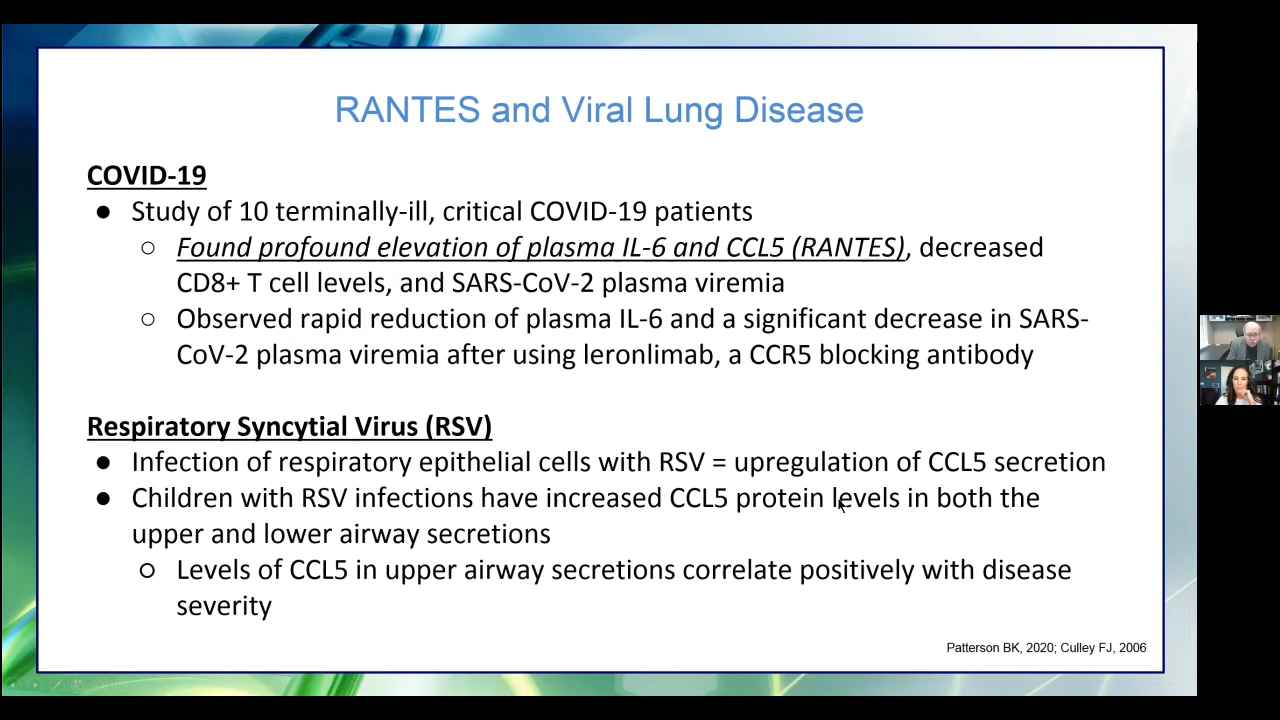 RANTES and Viral Lung Disease
COVID-19
● Study of 10 terminally-ill, critical COVID-19 patients
○ Found profound elevation of plasma IL-6 and CCL5 (RANTES), decreased
CD8+ T cell levels, and SARS-CoV-2 plasma viremia
○ Observed rapid reduction of plasma IL-6 and a significant decrease in SARS-
CoV-2 plasma viremia after using leronlimab, a CCR5 blocking antibody
Respiratory Syncytial Virus (RSV)
● Infection of respiratory epithelial cells with RSV = upregulation of CCL5 secretion
● Children with RSV infections have increased CCL5 protein levels in both the
upper and lower airway secretions
○ Levels of CCL5 in upper airway secretions correlate positively with disease
severity
Patterson BK, 2020; Culley FJ, 2006